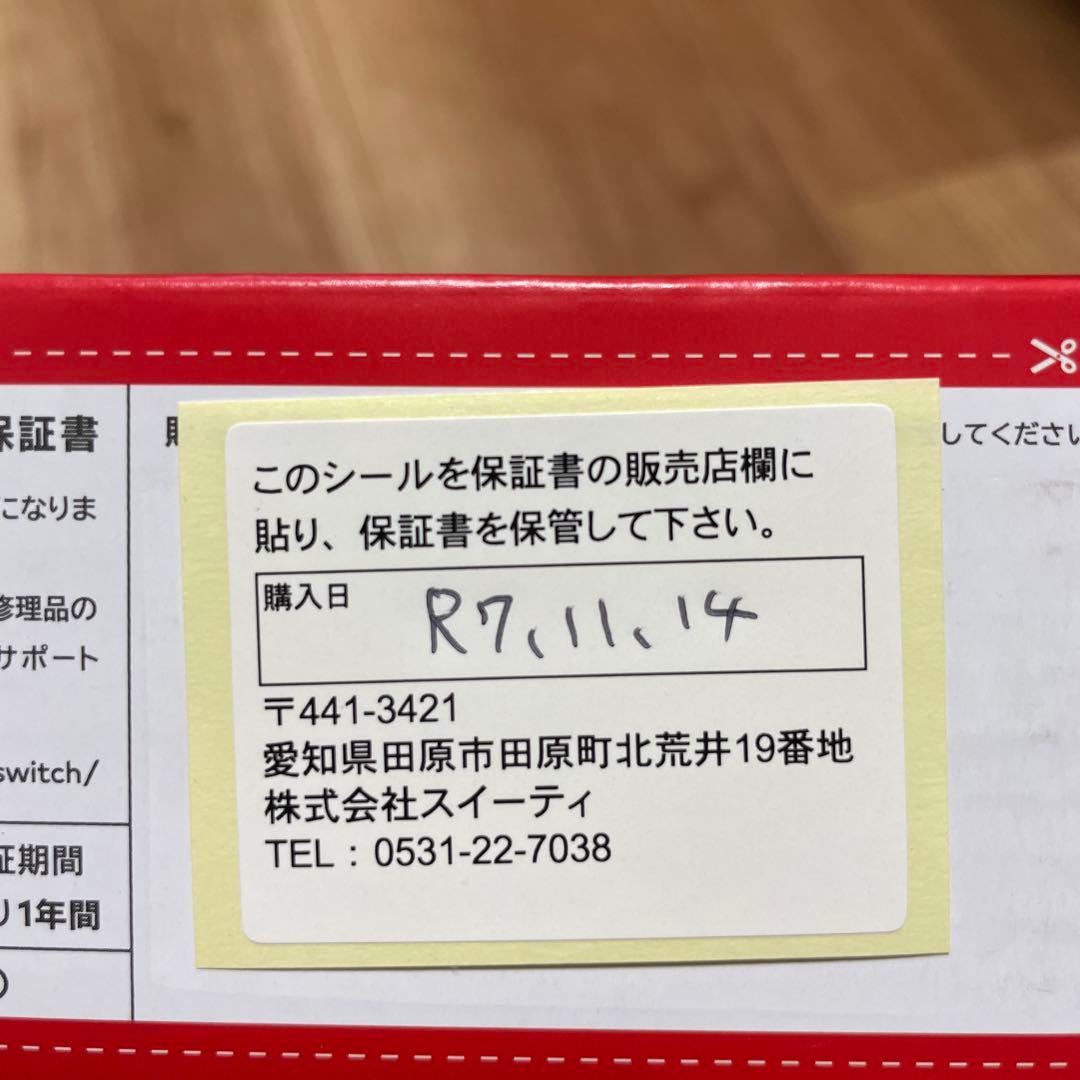 保証書
になりま
修理品の
サポート
switch/
証期間
り1年間
してください
このシールを保証書の販売店欄に
貼り、保証書を保管して下さい。
購入日
R7、11、14
〒441-3421
愛知県田原市田原町北荒井19番地
株式会社スイーティ
TEL：0531-22-7038